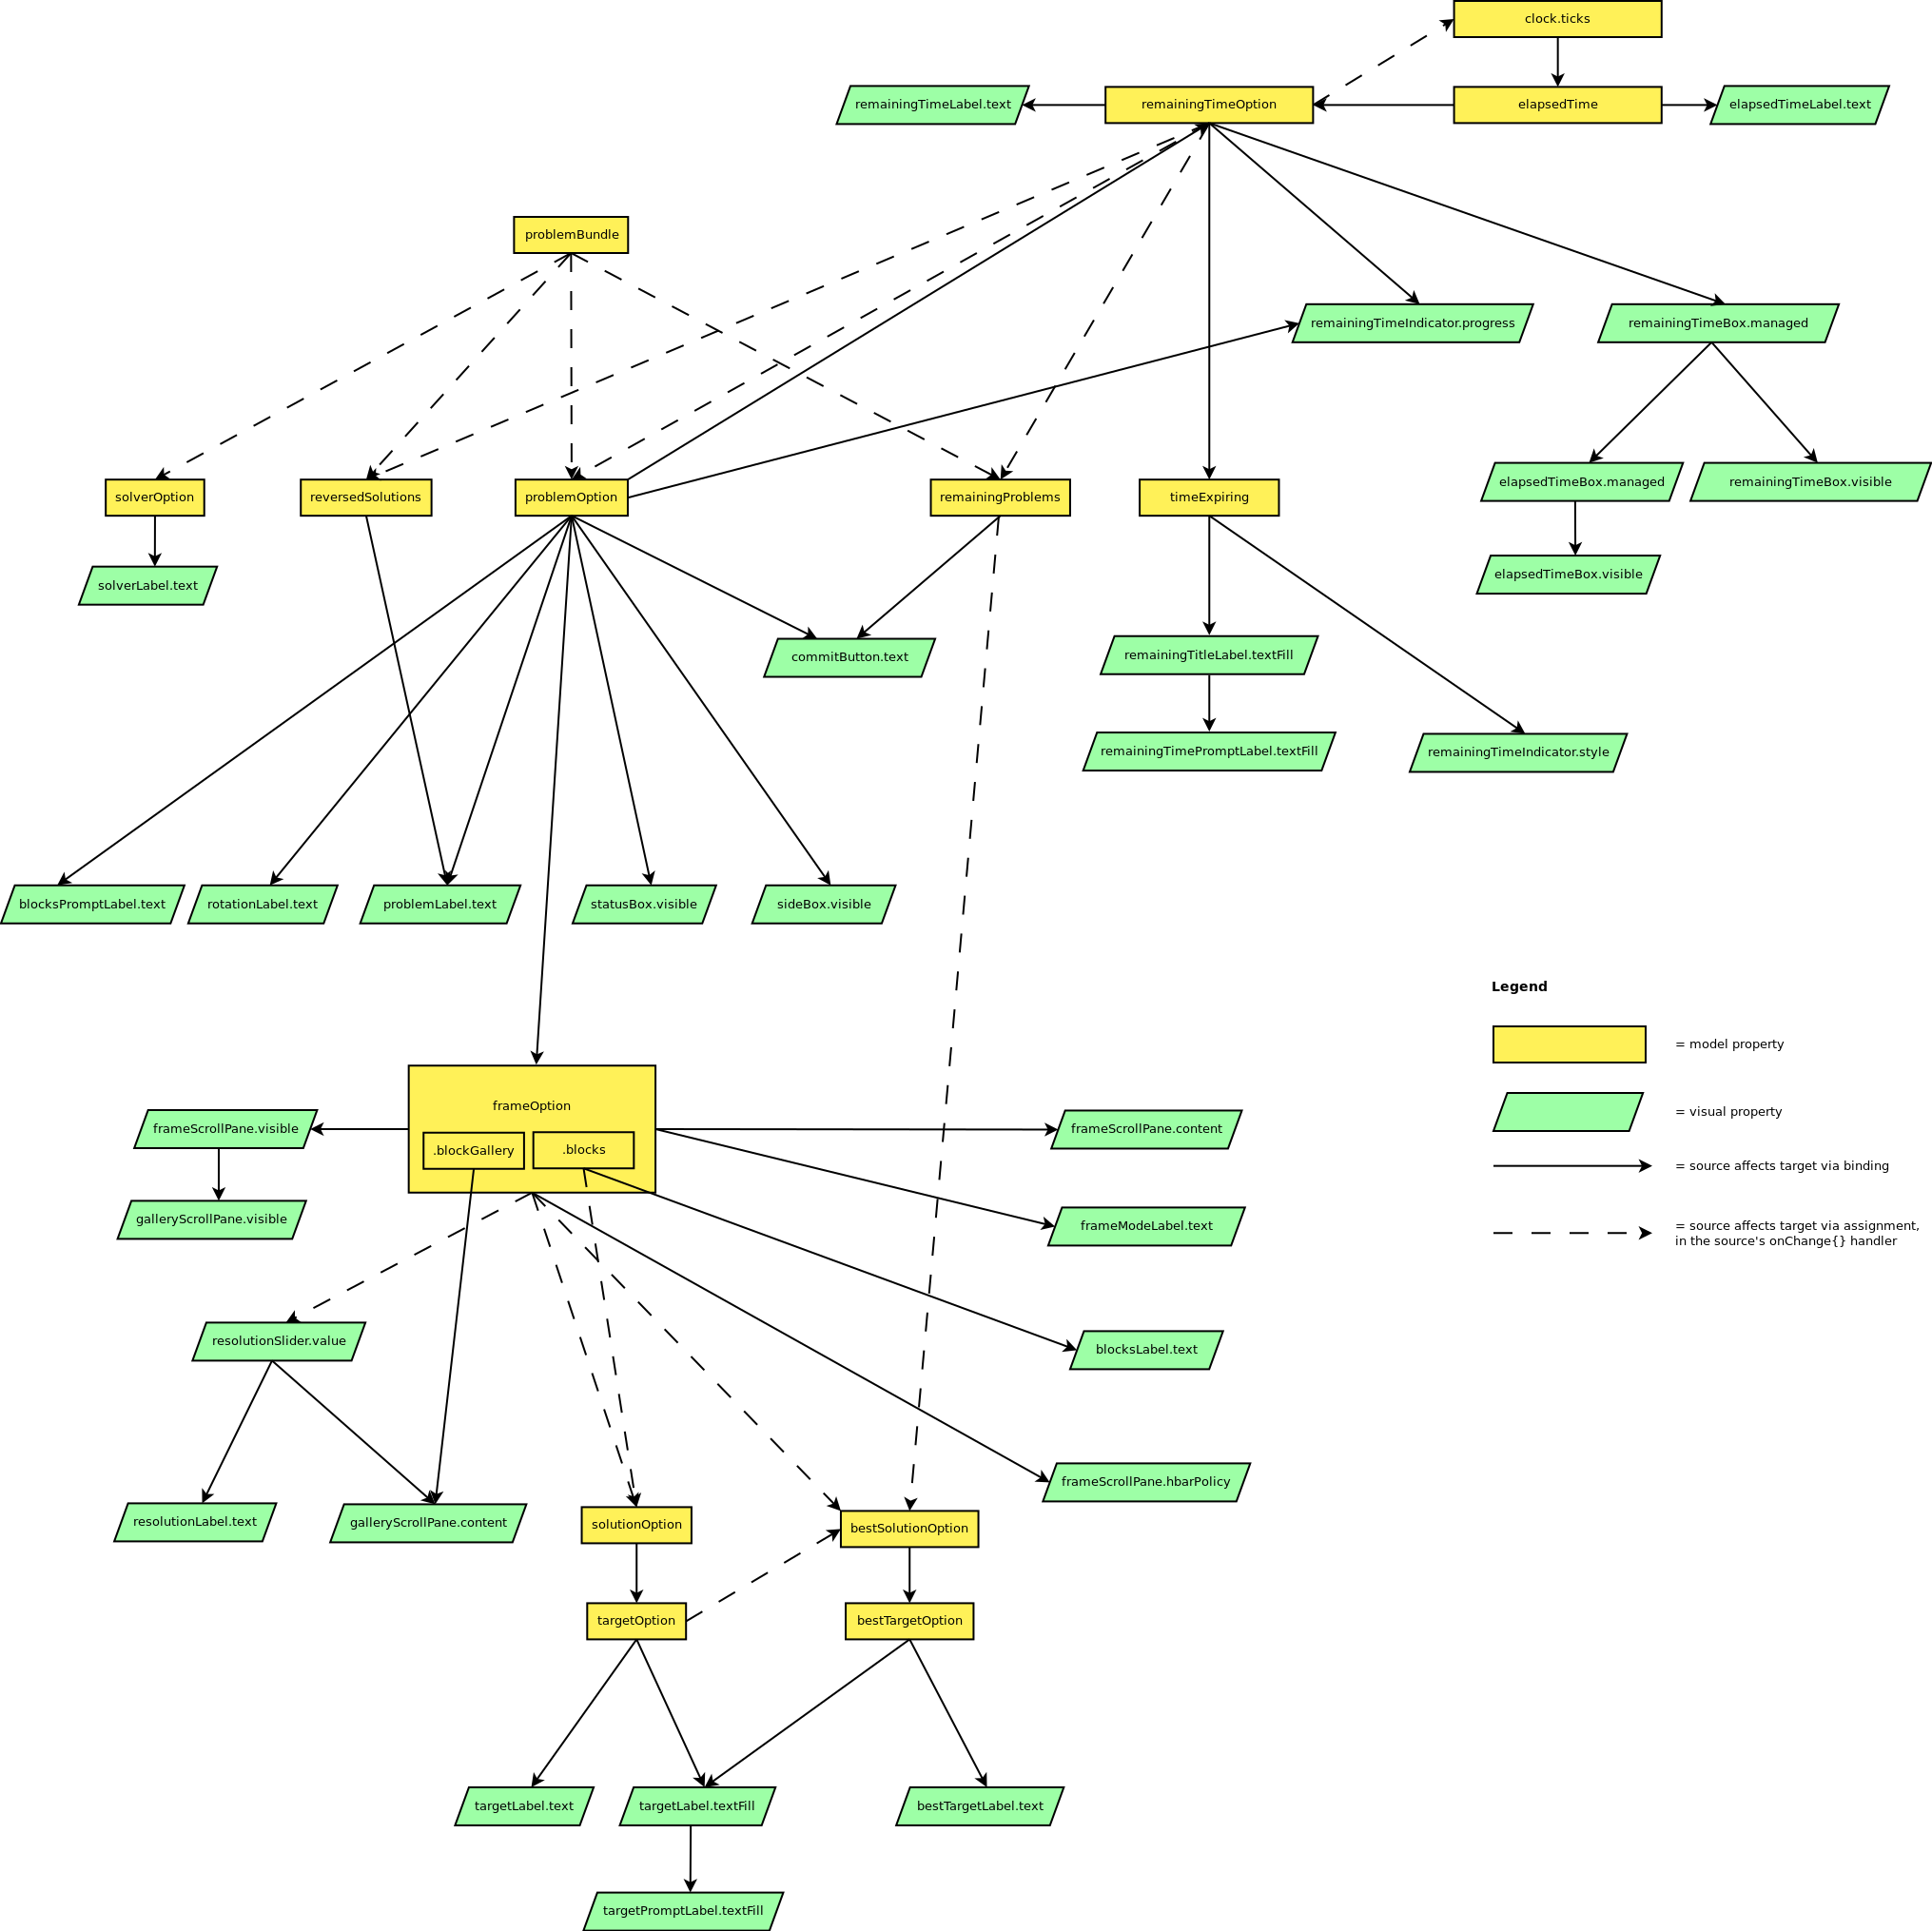 clock.ticks
remainingTimeLabel.text
remainingTimeOption
elapsedTime
elapsedTimeLabel.text
problemBundle
remainingTimeIndicator.progress
remainingTimeBox.managed
solverOption
reversedSolutions
problemOption
remainingProblems
timeExpiring
elapsedTimeBox.managed
remainingTimeBox.visible
solverLabel.text
elapsedTimeBox.visible
commitButton.text
remainingTitleLabel.textFill
remainingTimePromptLabel.textFill
remainingTimeIndicator.style
blocksPromptLabel.text
rotationLabel.text
problemLabel.text
statusBox.visible
sideBox.visible
Legend
= model property
= visual property
= source affects target via binding
= source affects target via assignment,
in the source's onChange{} handler
frameOption
.blockGallery
.blocks
frameScrollPane.visible
frameScrollPane.content
galleryScrollPane.visible
frameModeLabel.text
resolutionSlider.value
blocksLabel.text
frameScrollPane.hbarPolicy
resolutionLabel.text
galleryScrollPane.content
solutionOption
bestSolutionOption
targetOption
bestTargetOption
targetLabel.text
targetLabel.textFill
bestTargetLabel.text
targetPromptLabel.textFill